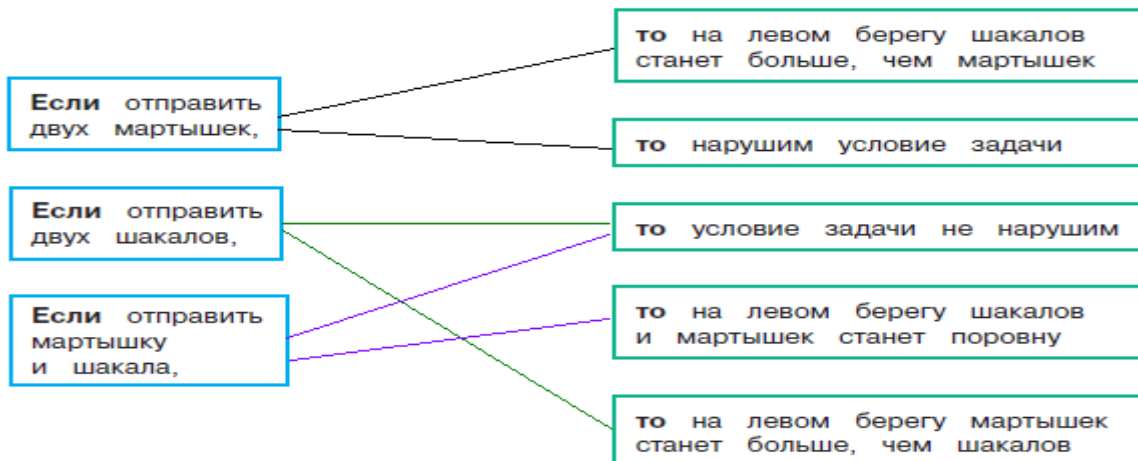 Если отправить
двух мартышек,
Если отправить
двух шакалов,
Если отправить
мартышку
и шакала,
то на левом берегу шакалов
станет больше, чем мартышек
то нарушим условие задачи
то условие задачи не нарушим
то на левом берегу шакалов
и мартышек станет поровну
то на левом берегу мартышек
станет больше, чем шакалов